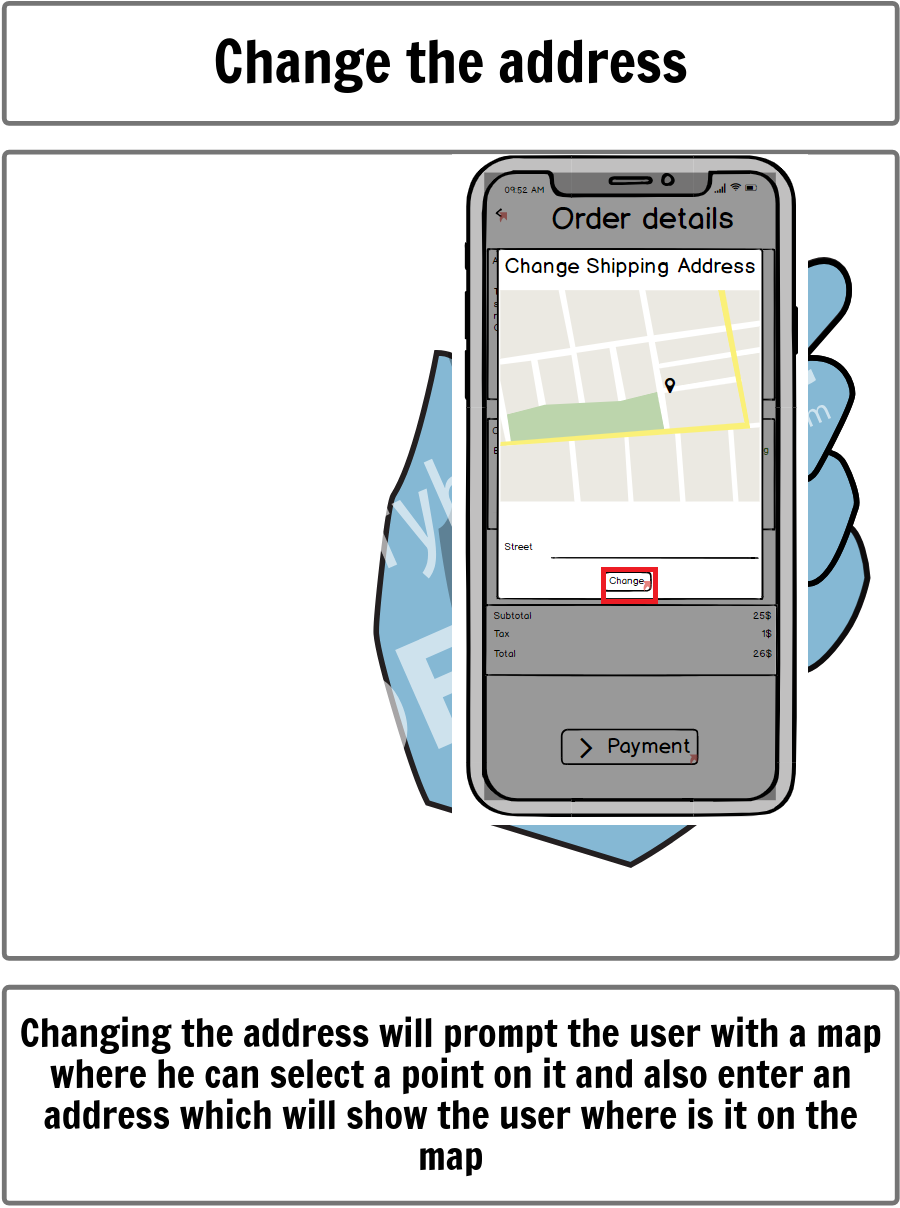 Change the address
09:52 AM
Order details
Change Shipping Address
Street
Change
Subtotal 25$
Tax 1$
Total 26$
Payment
Changing the address will prompt the user with a map
where he can select a point on it and also enter an
address which will show the user where is it on the
map